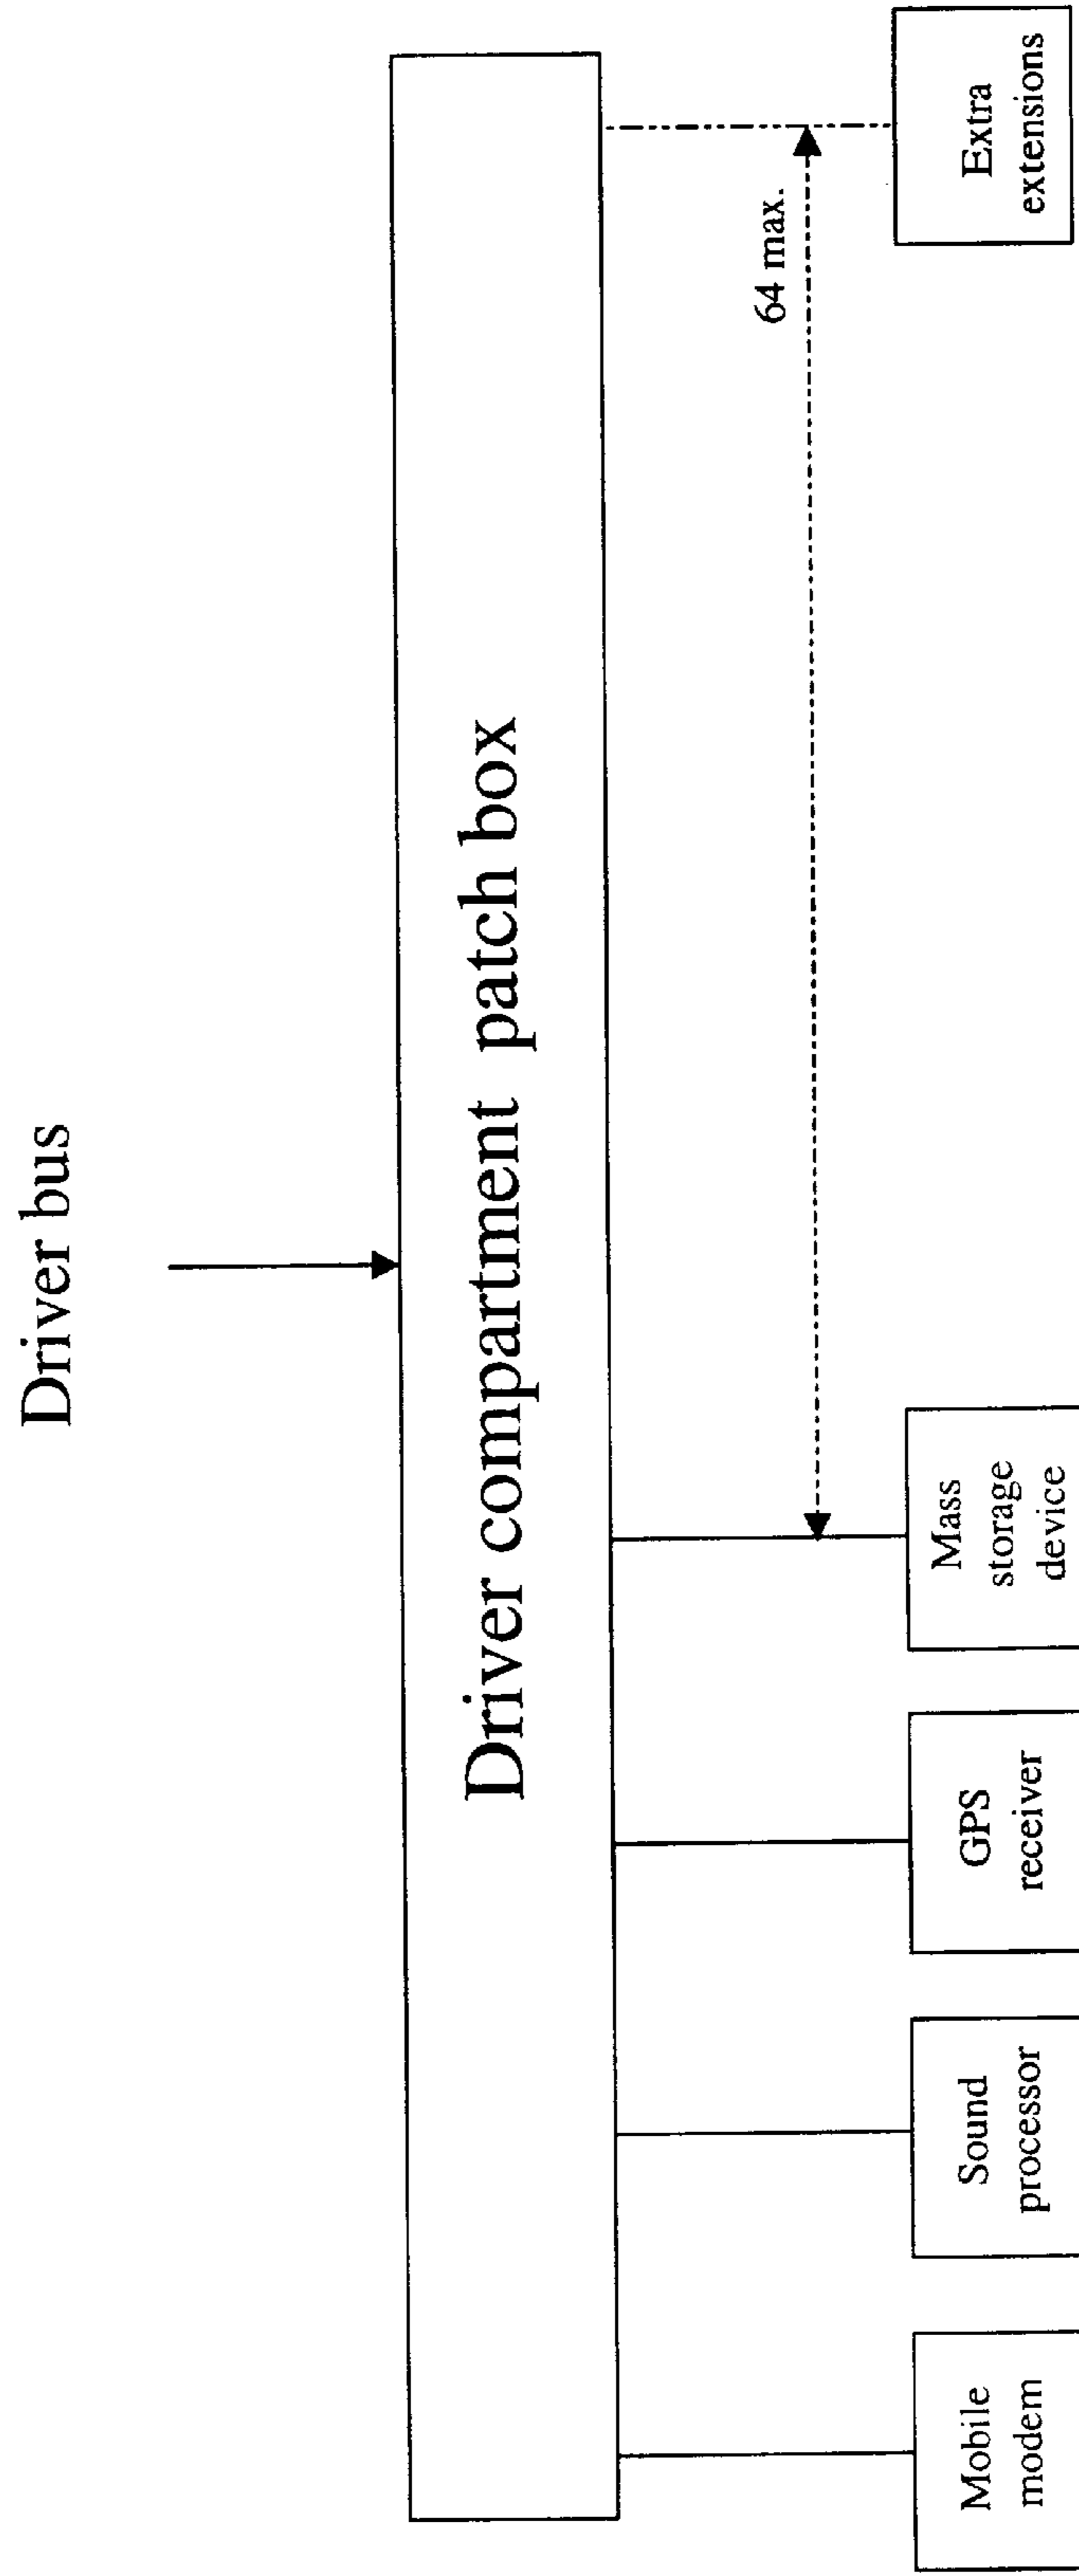 Driver bus
Driver compartment patch box
64 max.
Mobile
modem
Sound
processor
GPS
receiver
Mass
storage
device
Extra
extensions